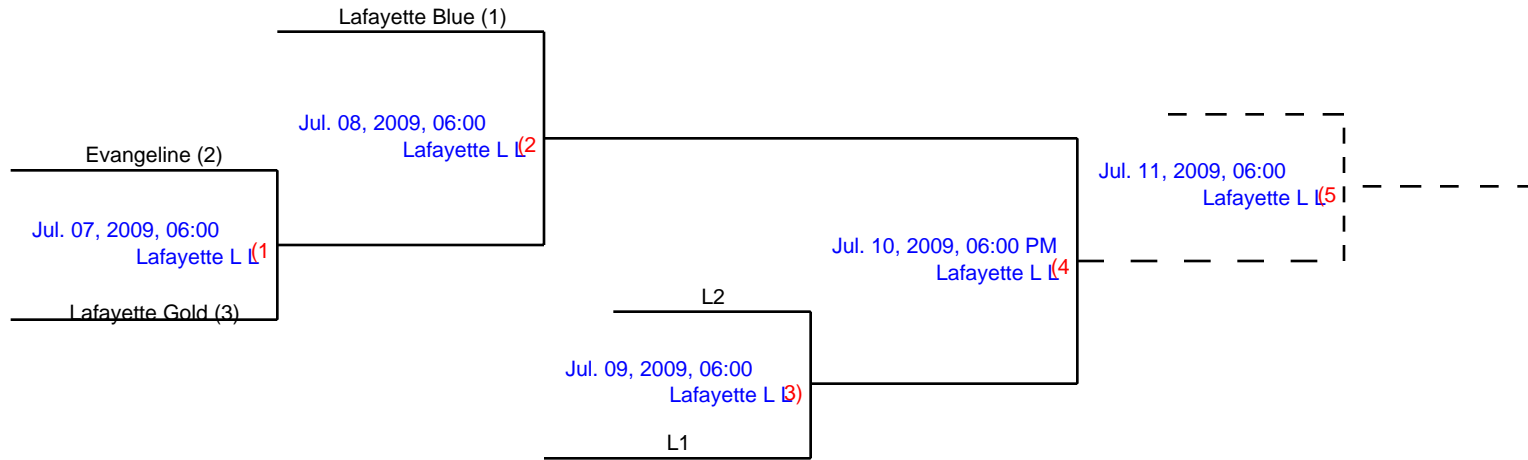 Lafayette Blue (1)
Jul. 08, 2009, 06:00
Lafayette L L (2
Evangeline (2)
Jul. 07, 2009, 06:00
Lafayette L L (1
Lafayette Gold (3)
Jul. 11, 2009, 06:00
Lafayette L L (5
Jul. 10, 2009, 06:00 PM
Lafayette L L (4
L2
Jul. 09, 2009, 06:00
Lafayette L L 3)
L1